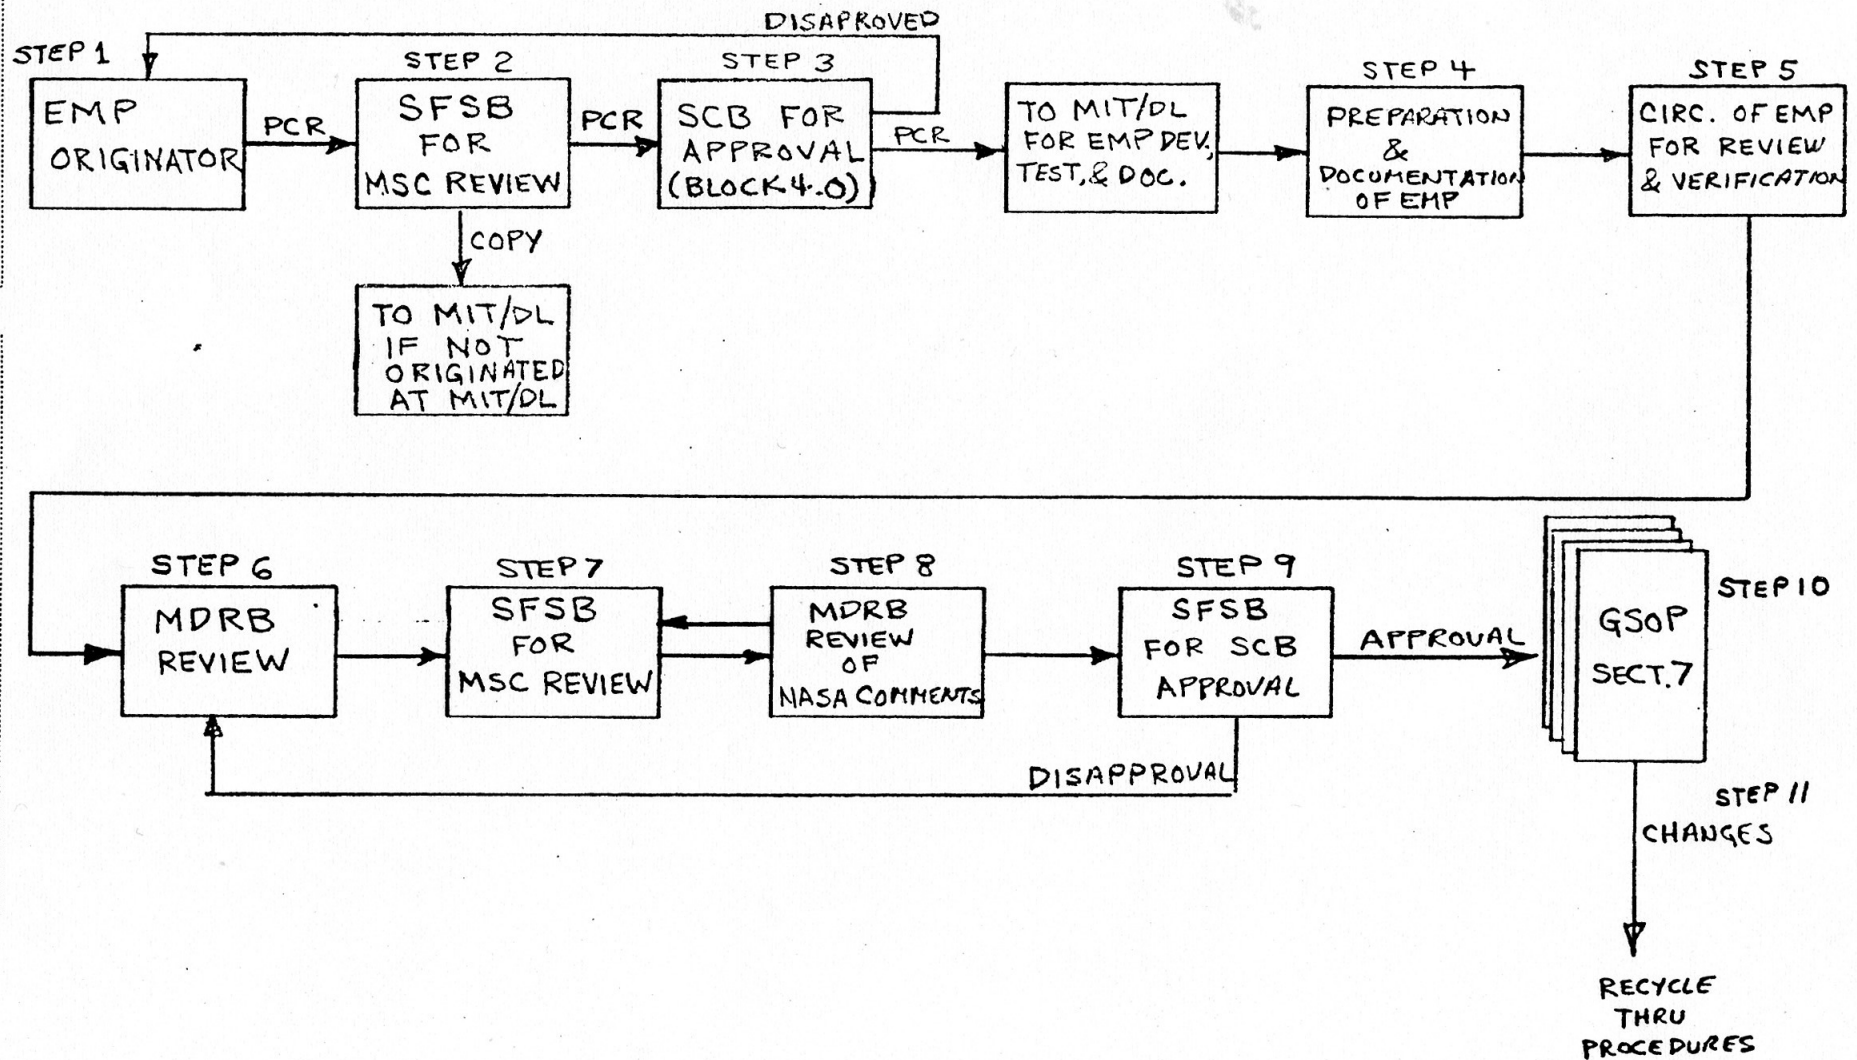 DISAPROVED
STEP 1
EMP
ORIGINATOR
PCR
STEP 2
SFSB
FOR
MSC REVIEW
COPY
TO MIT/DL
IF NOT
ORIGINATED
AT MIT/DL
PCR
STEP 3
SCB FOR
APPROVAL
(BLOCK 4.0)
PCR
TO MIT/DL
FOR EMP DEV,
TEST, & DOC.
STEP 4
PREPARATION
&
DOCUMENTATION
OF EMP
STEP 5
CIRC. OF EMP
FOR REVIEW
& VERIFICATION
STEP 6
MDRB
REVIEW
STEP 7
SFSB
FOR
MSC REVIEW
STEP 8
MDRB
REVIEW
OF
NASA COMMENTS
STEP 9
SFSB
FOR SCB
APPROVAL
DISAPPROVAL
APPROVAL
STEP 10
GSOP
SECT. 7
STEP 11
CHANGES
RECYCLE
THRU
PROCEDURES